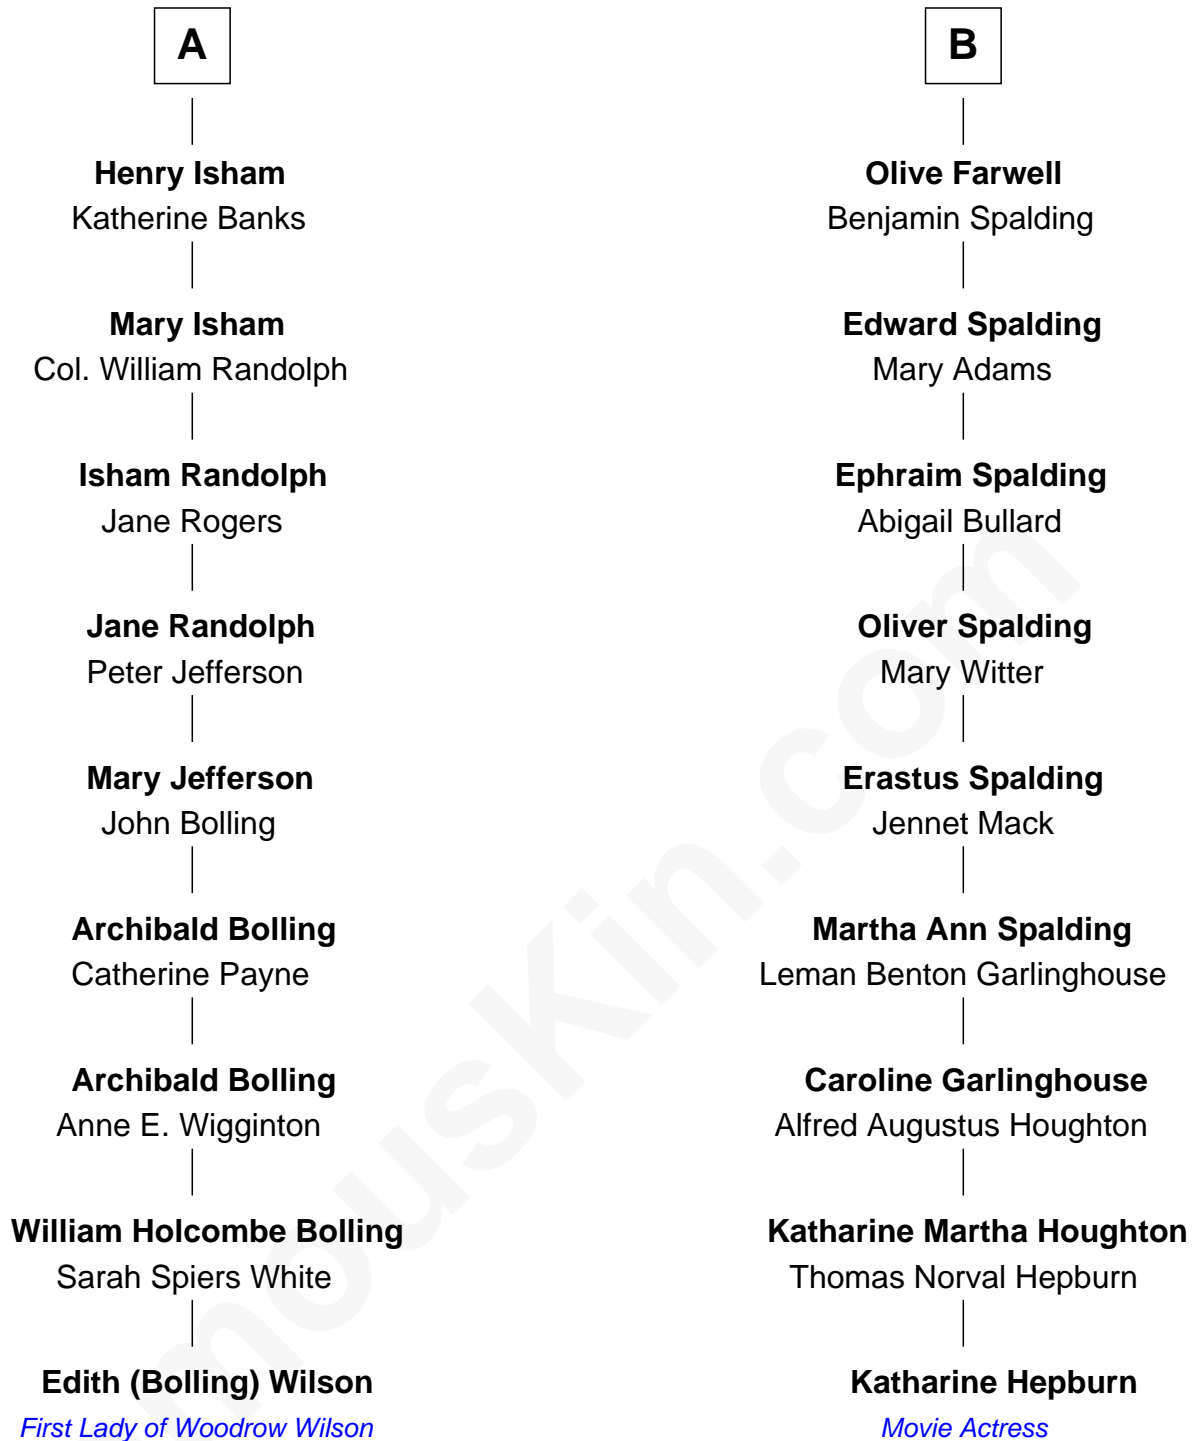 A
Henry Isham
Katherine Banks
Mary Isham
Col. William Randolph
Isham Randolph
Jane Rogers
Jane Randolph
Peter Jefferson
Mary Jefferson
John Bolling
Archibald Bolling
Catherine Payne
Archibald Bolling
Anne E. Wigginton
William Holcombe Bolling
Sarah Spiers White
Edith (Bolling) Wilson
First Lady of Woodrow Wilson
B
Olive Farwell
Benjamin Spalding
Edward Spalding
Mary Adams
Ephraim Spalding
Abigail Bullard
Oliver Spalding
Mary Witter
Erastus Spalding
Jennet Mack
Martha Ann Spalding
Leman Benton Garlinghouse
Caroline Garlinghouse
Alfred Augustus Houghton
Katharine Martha Houghton
Thomas Norval Hepburn
Katharine Hepburn
Movie Actress
mouskin.com